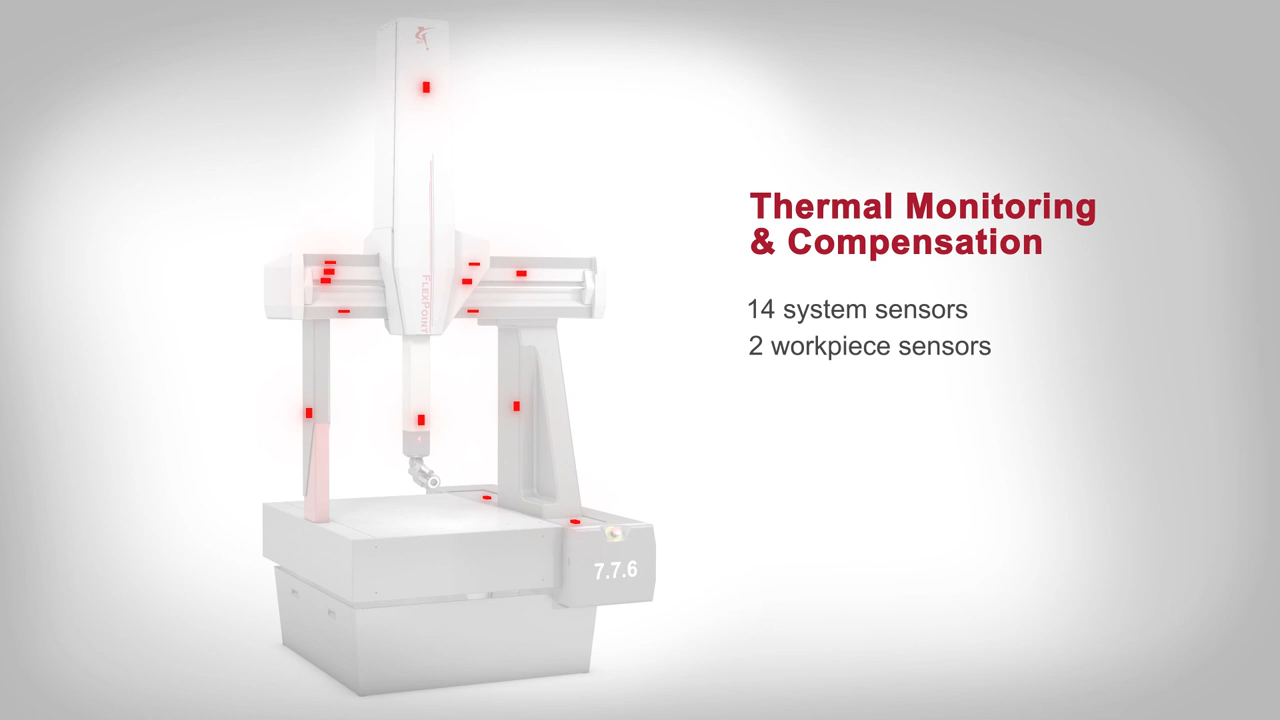 Thermal Monitoring
& Compensation
14 system sensors
2 workpiece sensors
FLEXPOINT
7.7.6